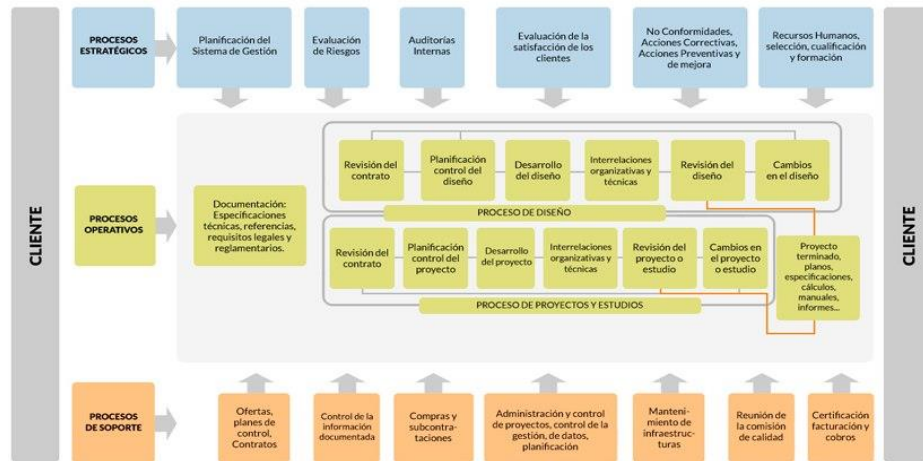 CLIENTE
PROCESOS
ESTRATÉGICOS
Planificación del
Sistema de Gestión
Evaluación
de Riesgos
Auditorías
Internas
Evaluación de la
satisfacción de los
clientes
No Conformidades,
Acciones Correctivas,
Acciones Preventivas y
de mejora
Recursos Humanos,
selección, cualificación
y formación
PROCESOS
OPERATIVOS
Documentación:
Especificaciones
técnicas, referencias,
requisitos legales y
reglamentarios.
Revisión del
contrato
Planificación
control del
diseño
Desarrollo
del diseño
Interrelaciones
organizativas y
técnicas
Revisión
del diseño
Cambios
en el diseño
PROCESO DE DISEÑO
Revisión del
contrato
Planificación
control del
proyecto
Desarrollo
del proyecto
Interrelaciones
organizativas y
técnicas
Revisión del
proyecto o
estudio
Cambios en
el proyecto
o estudio
PROCESO DE PROYECTOS Y ESTUDIOS
Proyecto
terminado,
planos,
especificaciones,
cálculos,
manuales,
informes...
PROCESOS
DE SOPORTE
Ofertas,
planes de
control,
Contratos
Control de la
información
documentada
Compras y
subcontra-
taciones
Administración y control
de proyectos, control de la
gestión, de datos,
planificación
Manteni-
miento de
infraestruc-
turas
Reunión de
la comisión
de calidad
Certificación
facturación y
cobros
CLIENTE